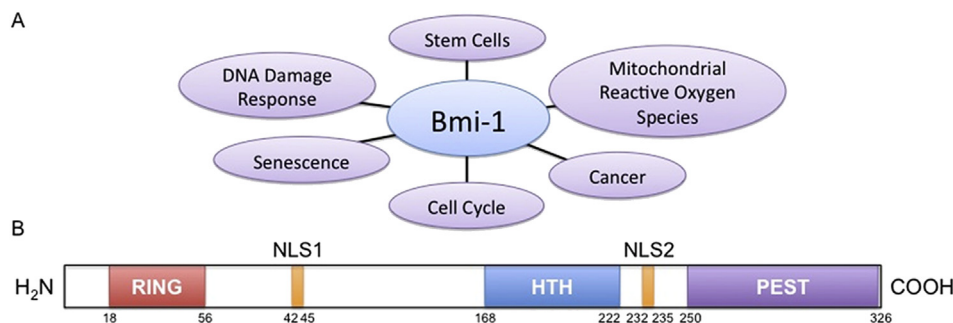 A
Stem Cells
DNA Damage
Response
Mitochondrial
Reactive Oxygen
Species
Bmi-1
Senescence
Cancer
Cell Cycle
B
NLS1
NLS2
H₂N
RING
HTH
PEST
COOH
18 56 42 45 168 222 232 235 250 326